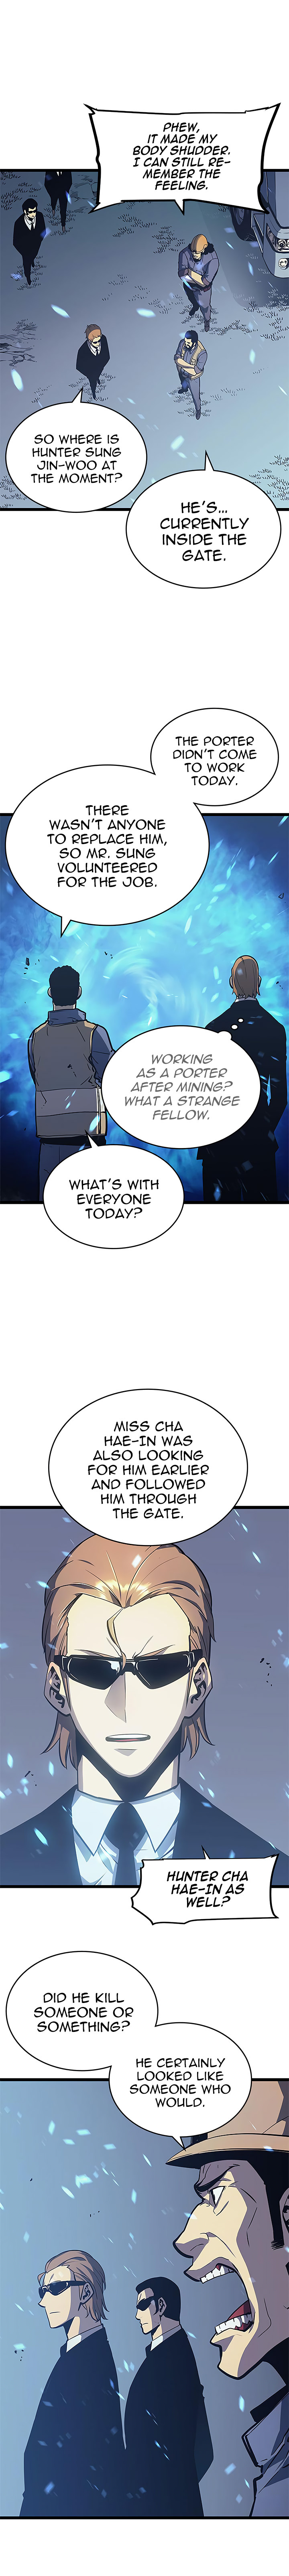 PHEW,
IT MADE MY
BODY SHUDDER.
I CAN STILL RE-
MEMBER THE
FEELING.
SO WHERE IS
HUNTER SUNG
JIN-WOO AT
THE MOMENT?
HE'S...
CURRENTLY
INSIDE THE
GATE.
THE PORTER
DIDN'T COME
TO WORK
TODAY.
THERE
WASN'T ANYONE
TO REPLACE HIM,
SO MR. SUNG
VOLUNTEERED
FOR THE JOB.
WORKING
AS A PORTER
AFTER MINING?
WHAT A STRANGE
FELLOW.
WHAT'S WITH
EVERYONE
TODAY?
MISS CHA
HAE-IN WAS
ALSO LOOKING
FOR HIM EARLIER
AND FOLLOWED
HIM THROUGH
THE GATE.
HUNTER CHA
HAE-IN AS
WELL?
DID HE KILL
SOMEONE OR
SOMETHING?
HE CERTAINLY
LOOKED LIKE
SOMEONE WHO
WOULD.